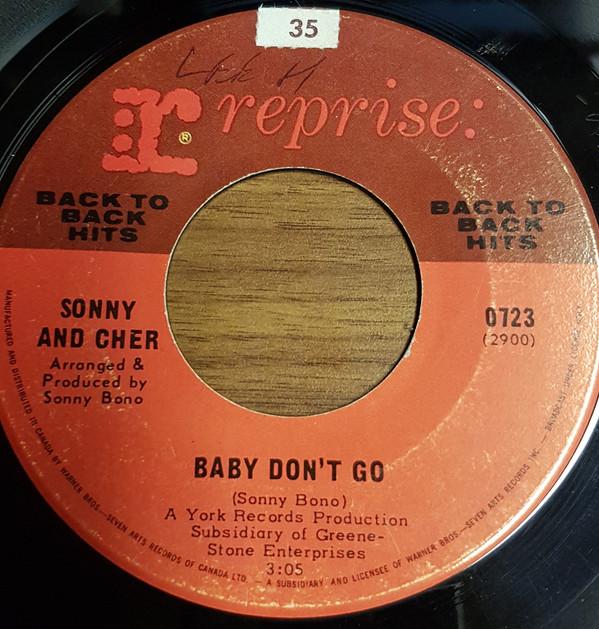 35
LEE H
r® reprise:
BACK TO
BACK
HITS
BACK TO
BACK
HITS
SONNY
AND CHER
Arranged &
Produced by
Sonny Bono
0723
(2900)
BABY DON'T GO
(Sonny Bono)
A York Records Production
Subsidiary of Greene-
Stone Enterprises
3:05
MANUFACTURED AND DISTRIBUTED IN CANADA BY WARNER BROS.—SEVEN ARTS RECORDS OF CANADA LTD. — A SUBSIDIARY AND LICENSEE OF WARNER BROS.—SEVEN ARTS RECORDS INC. — BROADCAST